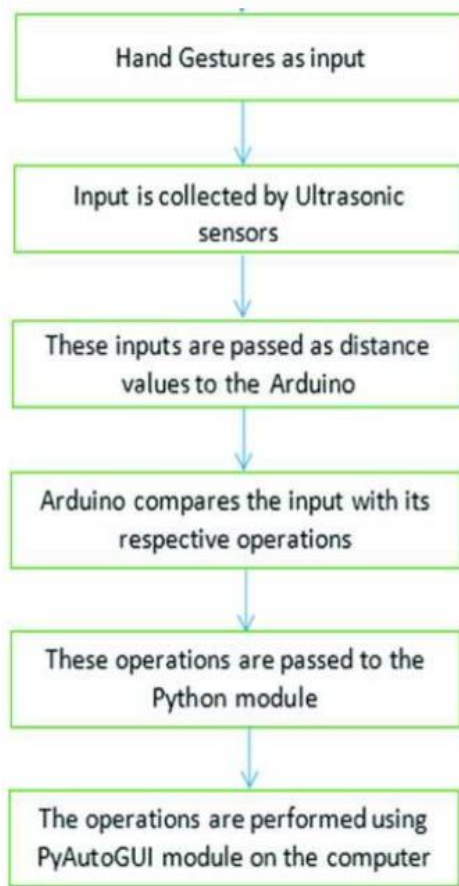 Hand Gestures as input
Input is collected by Ultrasonic
sensors
These inputs are passed as distance
values to the Arduino
Arduino compares the input with its
respective operations
These operations are passed to the
Python module
The operations are performed using
PyAutoGUI module on the computer